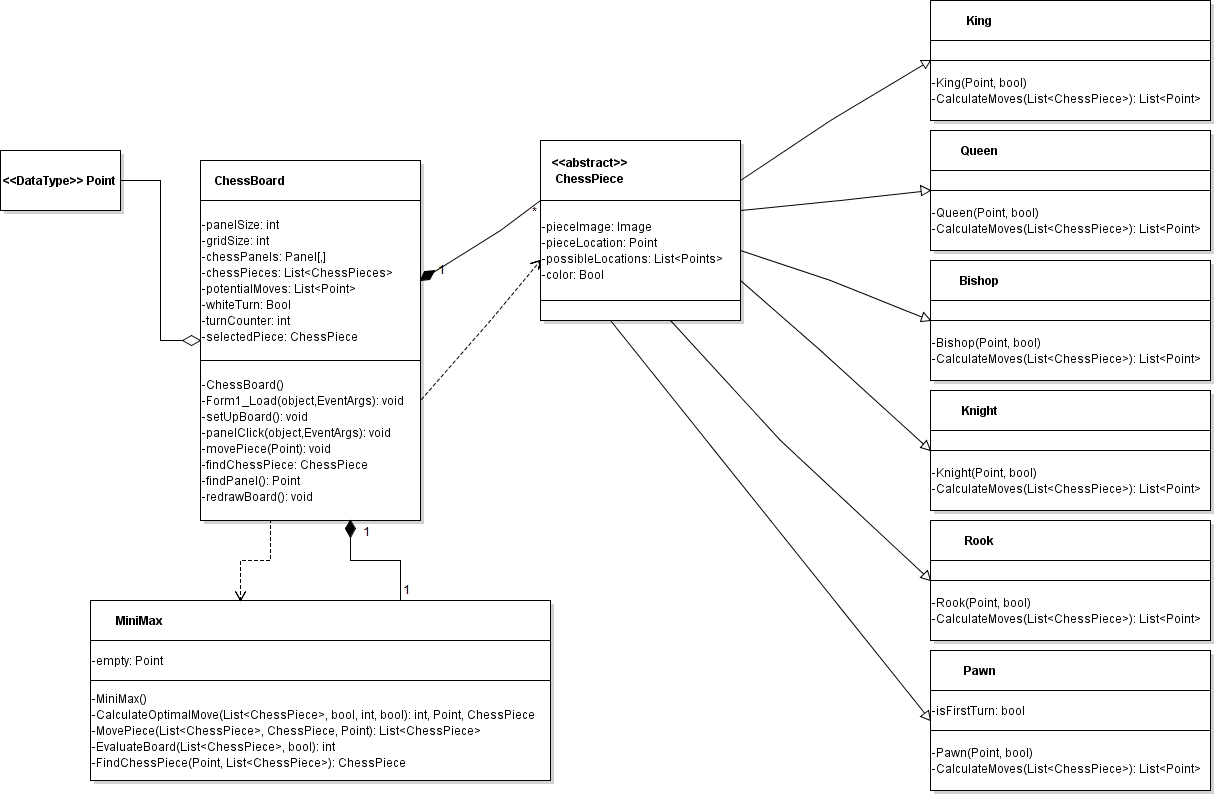 <<DataType>> Point
ChessBoard
-panelSize: int
-gridSize: int
-chessPanels: Panel[,]
-chessPieces: List<ChessPieces>
-potentialMoves: List<Point>
-whiteTurn: Bool
-turnCounter: int
-selectedPiece: ChessPiece
-ChessBoard()
-Form1_Load(object,EventArgs): void
-setUpBoard(): void
-panelClick(object,EventArgs): void
-movePiece(Point): void
-findChessPiece: ChessPiece
-findPanel(): Point
-redrawBoard(): void
1
*
1
1
MiniMax
-empty: Point
-MiniMax()
-CalculateOptimalMove(List<ChessPiece>, bool, int, bool): int, Point, ChessPiece
-MovePiece(List<ChessPiece>, ChessPiece, Point): List<ChessPiece>
-EvaluateBoard(List<ChessPiece>, bool): int
-FindChessPiece(Point, List<ChessPiece>): ChessPiece
<<abstract>>
ChessPiece
-pieceImage: Image
-pieceLocation: Point
-possibleLocations: List<Points>
-color: Bool
King
-King(Point, bool)
-CalculateMoves(List<ChessPiece>): List<Point>
Queen
-Queen(Point, bool)
-CalculateMoves(List<ChessPiece>): List<Point>
Bishop
-Bishop(Point, bool)
-CalculateMoves(List<ChessPiece>): List<Point>
Knight
-Knight(Point, bool)
-CalculateMoves(List<ChessPiece>): List<Point>
Rook
-Rook(Point, bool)
-CalculateMoves(List<ChessPiece>): List<Point>
Pawn
-isFirstTurn: bool
-Pawn(Point, bool)
-CalculateMoves(List<ChessPiece>): List<Point>